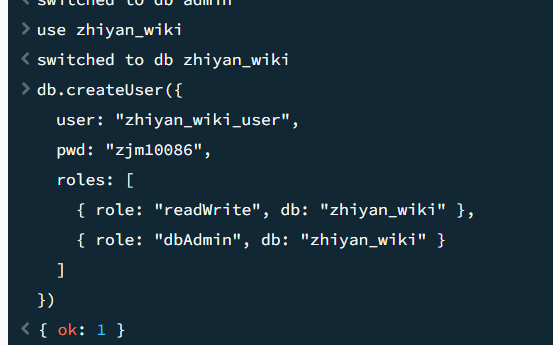 switched to db admin
> use zhiyan_wiki
< switched to db zhiyan_wiki
> db.createUser({
user: "zhiyan_wiki_user",
pwd: "zjm10086",
roles: [
{ role: "readWrite", db: "zhiyan_wiki" },
{ role: "dbAdmin", db: "zhiyan_wiki" }
]
})
< { ok: 1 }